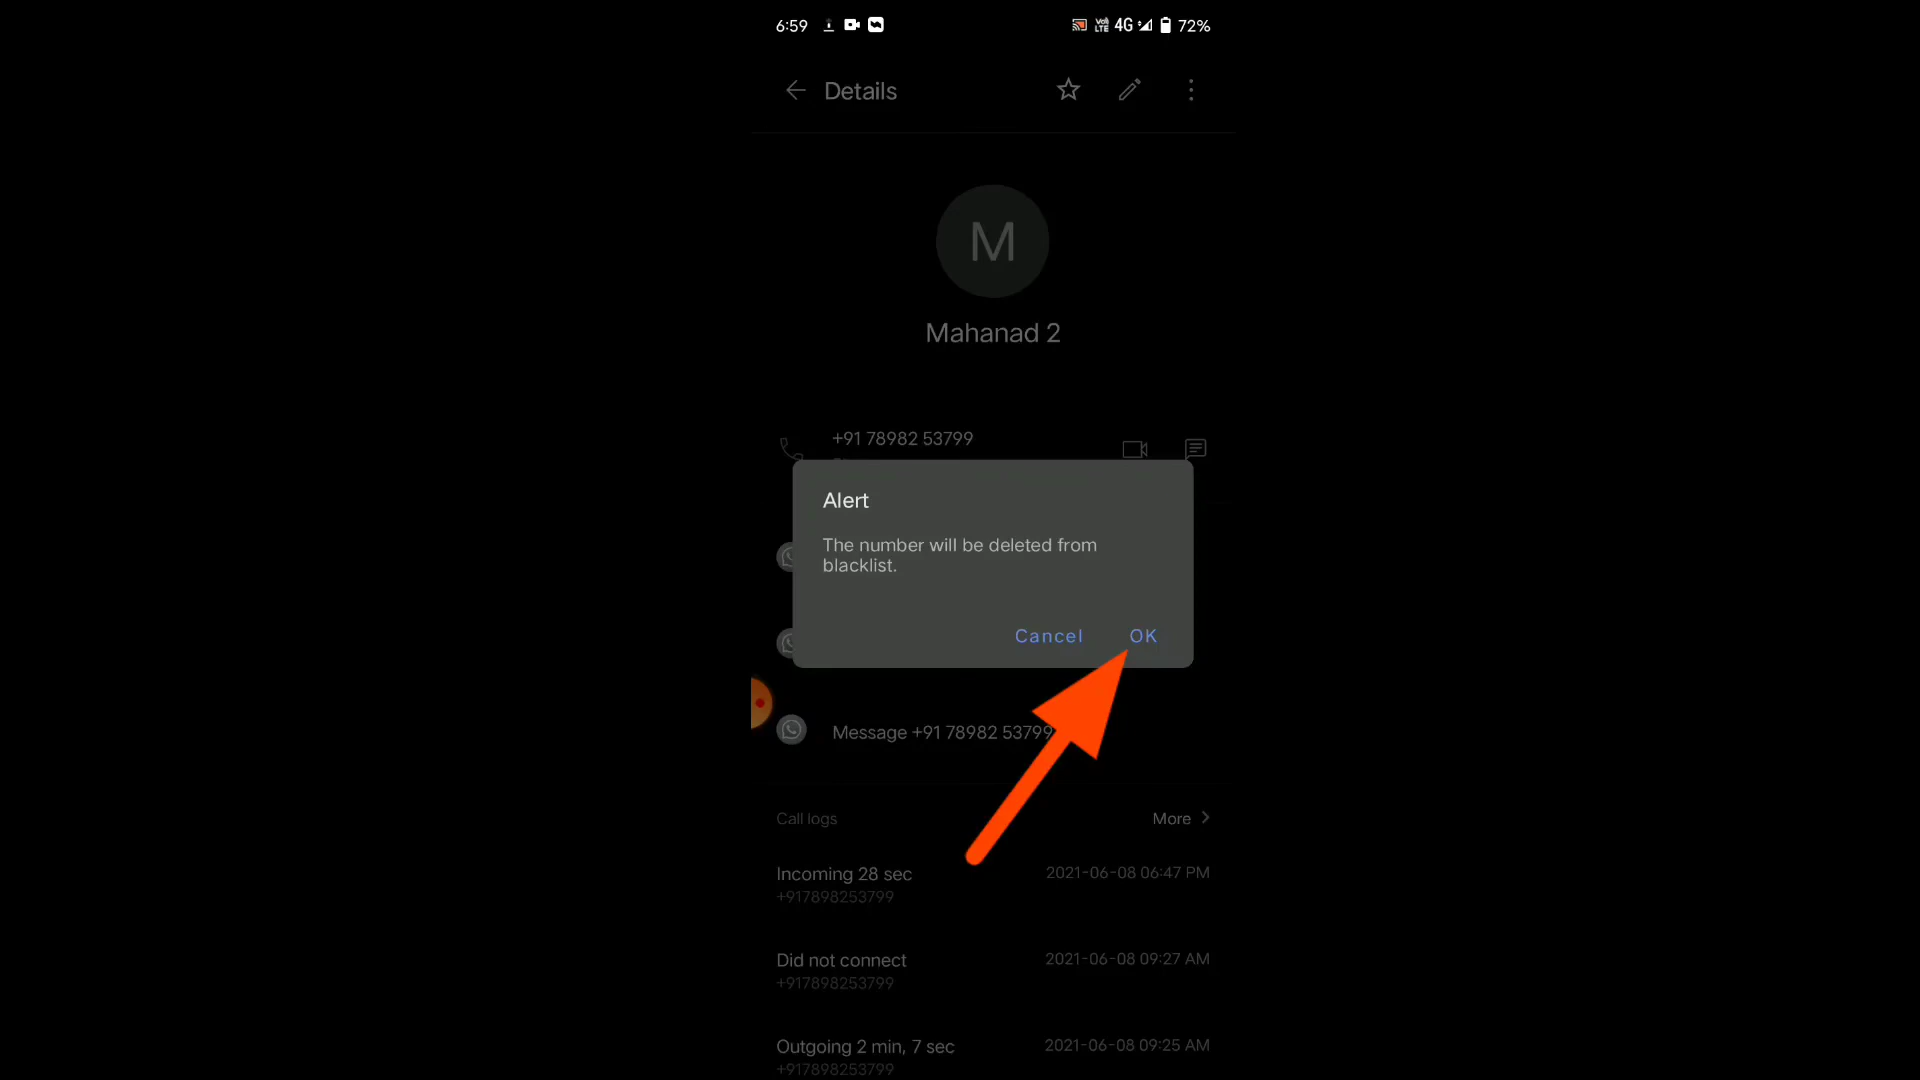 6:59
Vol LTE 4G 72%
Details
M
Mahanad 2
+91 78982 53799
Alert
The number will be deleted from
blacklist.
Cancel OK
Message +91 78982 53799
Call logs More
Incoming 28 sec 2021-06-08 06:47 PM
+917898253799
Did not connect 2021-06-08 09:27 AM
+917898253799
Outgoing 2 min, 7 sec 2021-06-08 09:25 AM
+917898253799